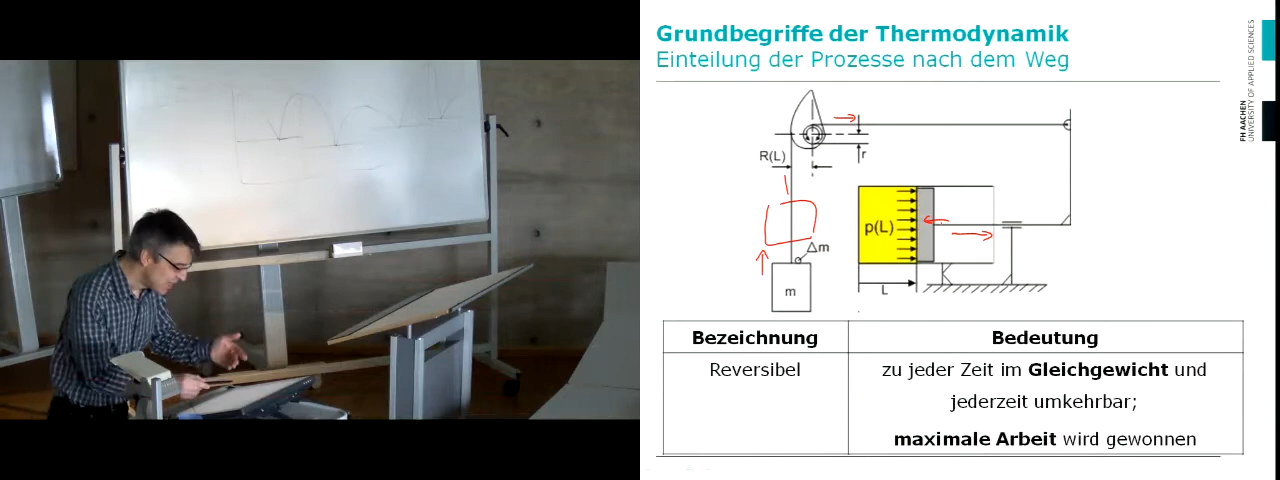 Grundbegriffe der Thermodynamik
Einteilung der Prozesse nach dem Weg
FH AACHEN
UNIVERSITY OF APPLIED SCIENCES
R(L)
r
p(L)
Δm
m
L
Bezeichnung
Bedeutung
Reversibel
zu jeder Zeit im Gleichgewicht und
jederzeit umkehrbar;
maximale Arbeit wird gewonnen